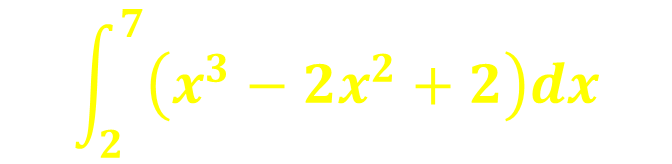 ∫₂⁷ (x³ − 2x² + 2)dx